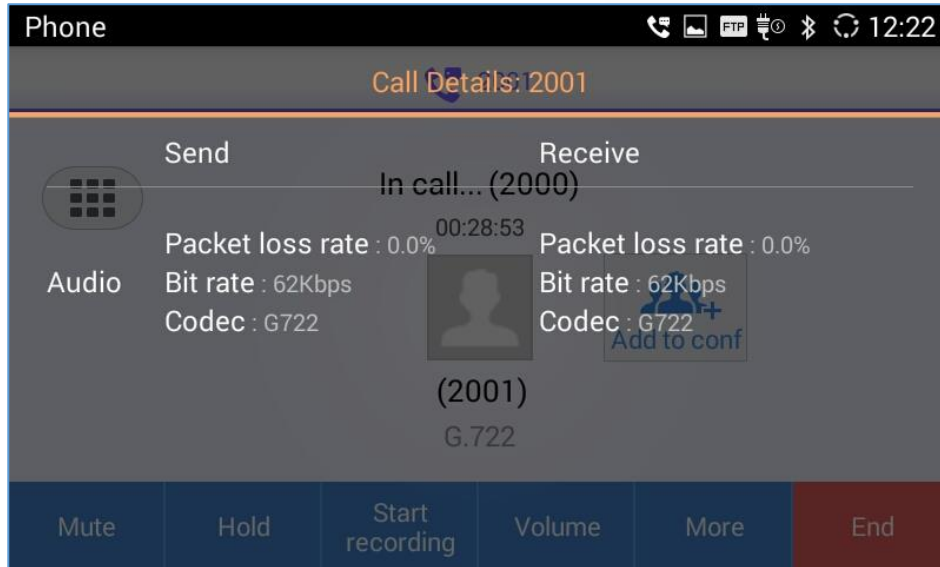 Phone
FTP
12:22
Call Details: 2001
2001
Send
Receive
In call... (2000)
00:28:53
Packet loss rate : 0.0%
Packet loss rate : 0.0%
Audio
Bit rate : 62Kbps
Bit rate : 62Kbps
Codec : G722
Codec : G722
Add to conf
(2001)
G.722
Mute
Hold
Start
recording
Volume
More
End